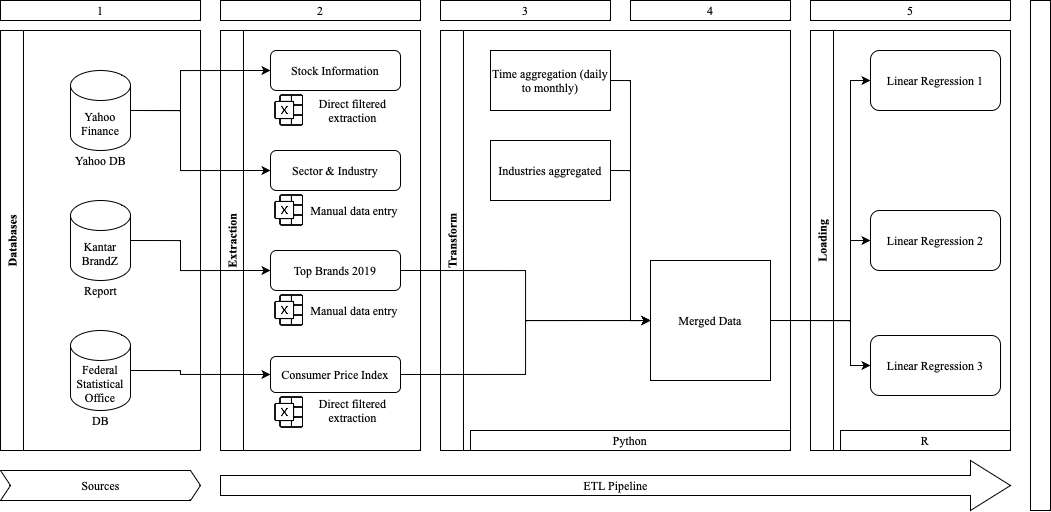 1
2
3
4
5
Databases
Yahoo
Finance
Yahoo DB
Kantar
BrandZ
Report
Federal
Statistical
Office
DB
Extraction
Stock Information
X
Direct filtered
extraction
Sector & Industry
X
Manual data entry
Top Brands 2019
X
Manual data entry
Consumer Price Index
X
Direct filtered
extraction
Transform
Time aggregation (daily
to monthly)
Industries aggregated
Merged Data
Python
Loading
Linear Regression 1
Linear Regression 2
Linear Regression 3
R
Sources
ETL Pipeline